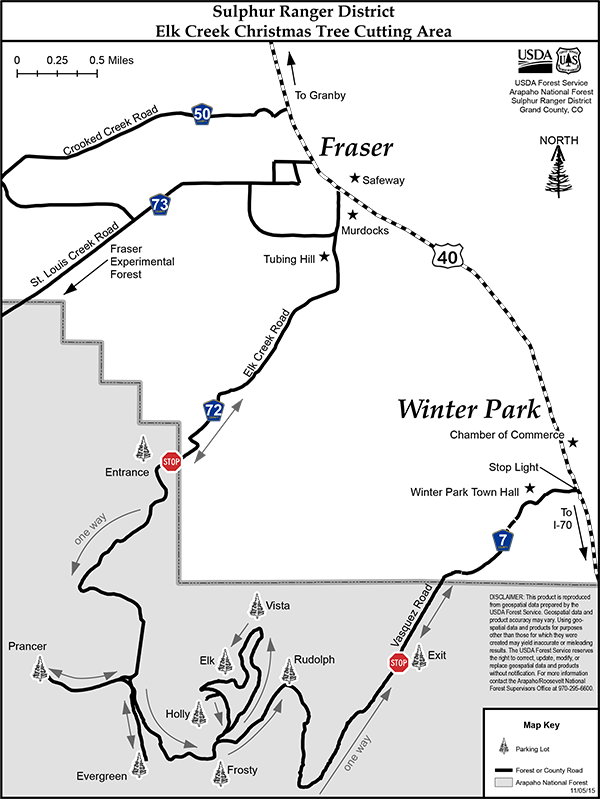 Sulphur Ranger District
Elk Creek Christmas Tree Cutting Area
0 0.25 0.5 Miles
USDA
UAS
USDA Forest Service
Arapaho National Forest
Sulphur Ranger District
Grand County, CO
NORTH
To Granby
50
Crooked Creek Road
Fraser
Safeway
73
Murdocks
St. Louis Creek Road
Fraser
Experimental
Forest
Tubing Hill
40
Elk Creek Road
72
Winter Park
Chamber of Commerce
STOP
Entrance
Stop Light
Winter Park Town Hall
To
I-70
7
one way
Vasquez Road
DISCLAIMER: This product is reproduced
from geospatial data prepared by the
USDA Forest Service. Geospatial data and
product accuracy may vary. Using geo-
spatial data and products for purposes
other than those for which they were
created may yield inaccurate or misleading
results. The USDA Forest Service reserves
the right to correct, update, modify, or
replace geospatial data and products
without notification. For more information
contact the Arapaho/Roosevelt National
Forest Supervisors Office at 970-295-6600.
Vista
Prancer
Elk
Rudolph
STOP
Exit
Holly
one way
Evergreen
Frosty
Map Key
Parking Lot
Forest or County Road
Arapaho National Forest
11/05/15